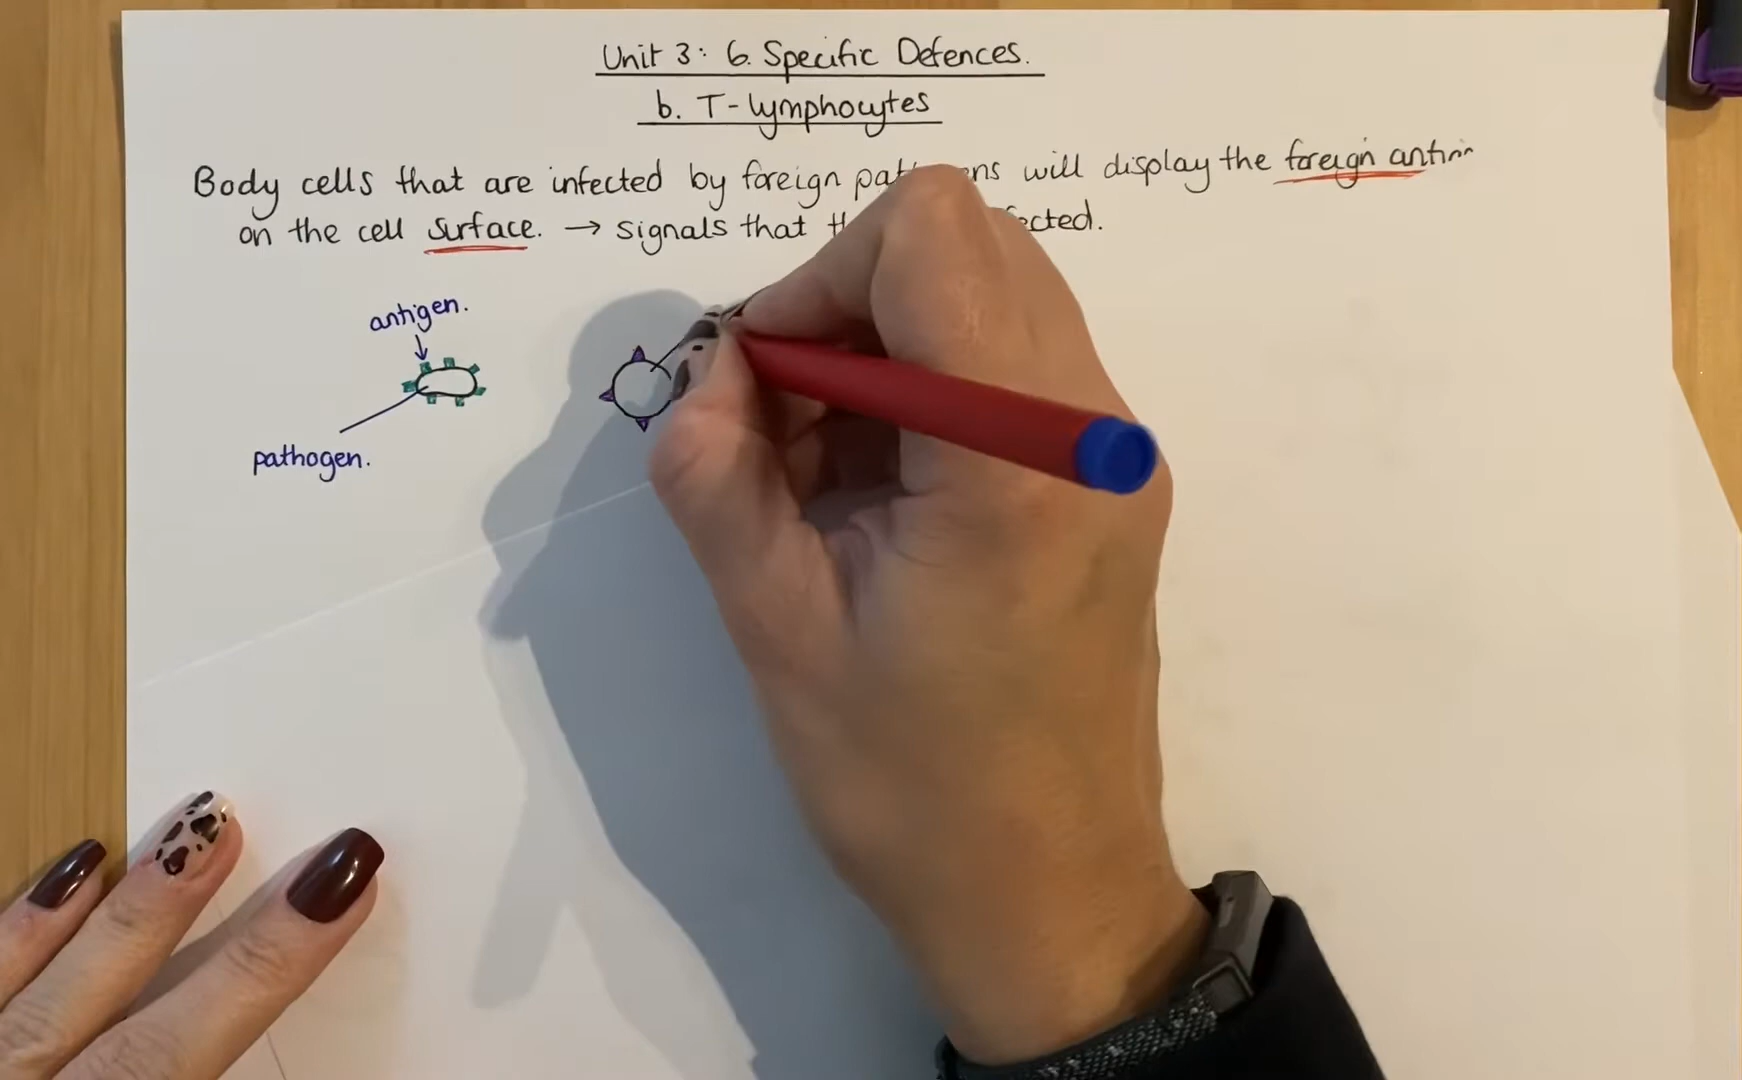 Unit 3: 6. Specific Defences.
b. T-lymphocytes
Body cells that are infected by foreign will display the foreign
on the cell surface. → signals that
antigen.
pathogen.